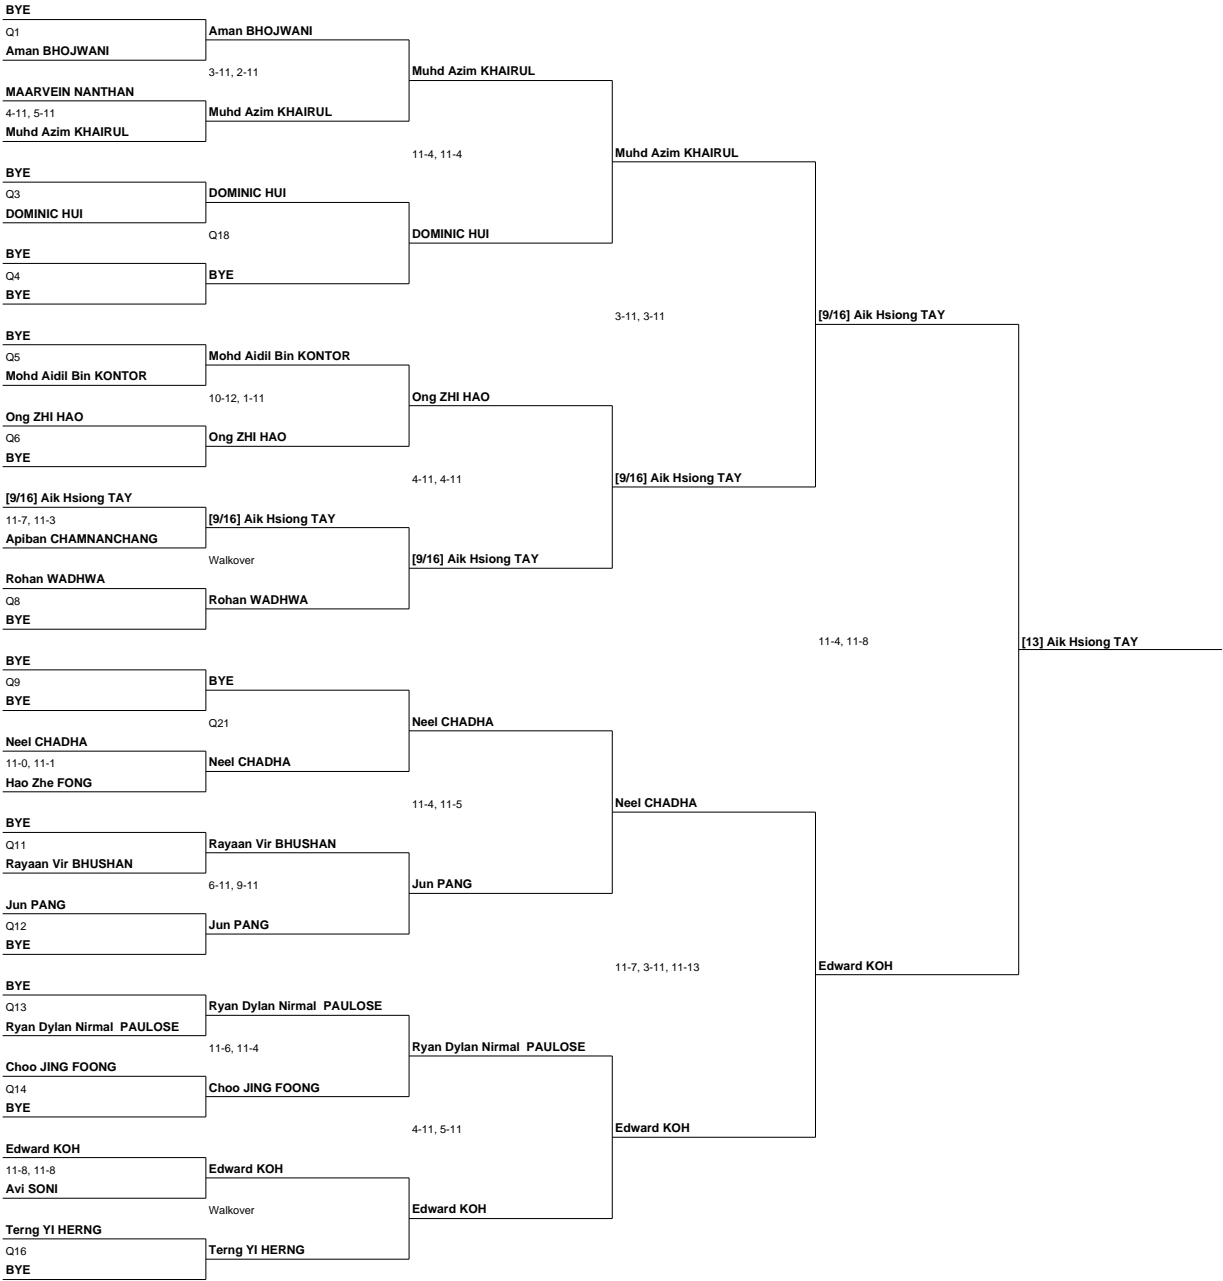 BYE
Q1
Aman BHOJWANI
Aman BHOJWANI
3-11, 2-11
Muhd Azim KHAIRUL
MAARVEIN NANTHAN
4-11, 5-11
Muhd Azim KHAIRUL
Muhd Azim KHAIRUL
11-4, 11-4
Muhd Azim KHAIRUL
BYE
Q3
DOMINIC HUI
DOMINIC HUI
Q18
DOMINIC HUI
BYE
Q4
BYE
BYE
3-11, 3-11
[9/16] Aik Hsiong TAY
BYE
Q5
Mohd Aidil Bin KONTOR
Mohd Aidil Bin KONTOR
10-12, 1-11
Ong ZHI HAO
Ong ZHI HAO
Q6
BYE
Ong ZHI HAO
4-11, 4-11
[9/16] Aik Hsiong TAY
[9/16] Aik Hsiong TAY
11-7, 11-3
Apiban CHAMNANCHANG
[9/16] Aik Hsiong TAY
Walkover
[9/16] Aik Hsiong TAY
Rohan WADHWA
Q8
BYE
Rohan WADHWA
11-4, 11-8
[13] Aik Hsiong TAY
BYE
Q9
BYE
BYE
Q21
Neel CHADHA
Neel CHADHA
11-0, 11-1
Hao Zhe FONG
Neel CHADHA
11-4, 11-5
Neel CHADHA
BYE
Q11
Rayaan Vir BHUSHAN
Rayaan Vir BHUSHAN
6-11, 9-11
Jun PANG
Jun PANG
Q12
BYE
Jun PANG
11-7, 3-11, 11-13
Edward KOH
BYE
Q13
Ryan Dylan Nirmal  PAULOSE
Ryan Dylan Nirmal  PAULOSE
11-6, 11-4
Ryan Dylan Nirmal  PAULOSE
Choo JING FOONG
Q14
BYE
Choo JING FOONG
4-11, 5-11
Edward KOH
Edward KOH
11-8, 11-8
Avi SONI
Edward KOH
Walkover
Edward KOH
Terng YI HERNG
Q16
BYE
Terng YI HERNG